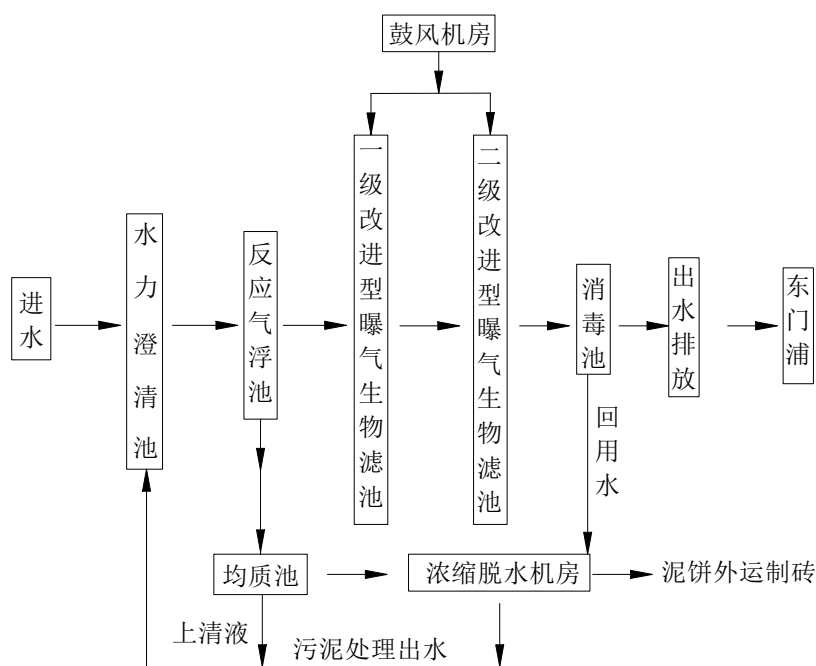 鼓风机房
进水
水力澄清池
反应气浮池
一级改进型曝气生物滤池
二级改进型曝气生物滤池
消毒池
出水排放
东门浦
回用水
均质池
浓缩脱水机房
泥饼外运制砖
上清液
污泥处理出水